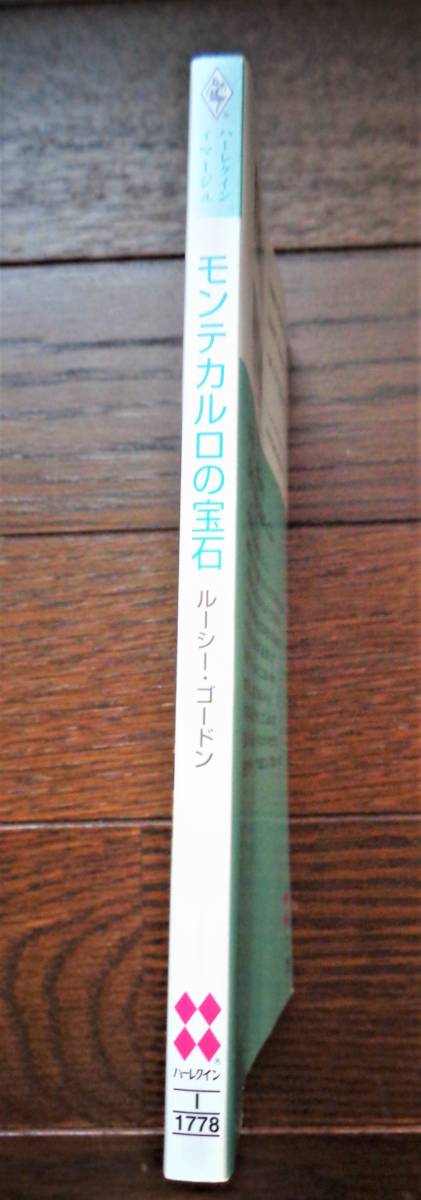 ハーレクイン
イマージュ
モンテカルロの宝石
ルーシー・ゴードン
ハーレクイン
I
1778